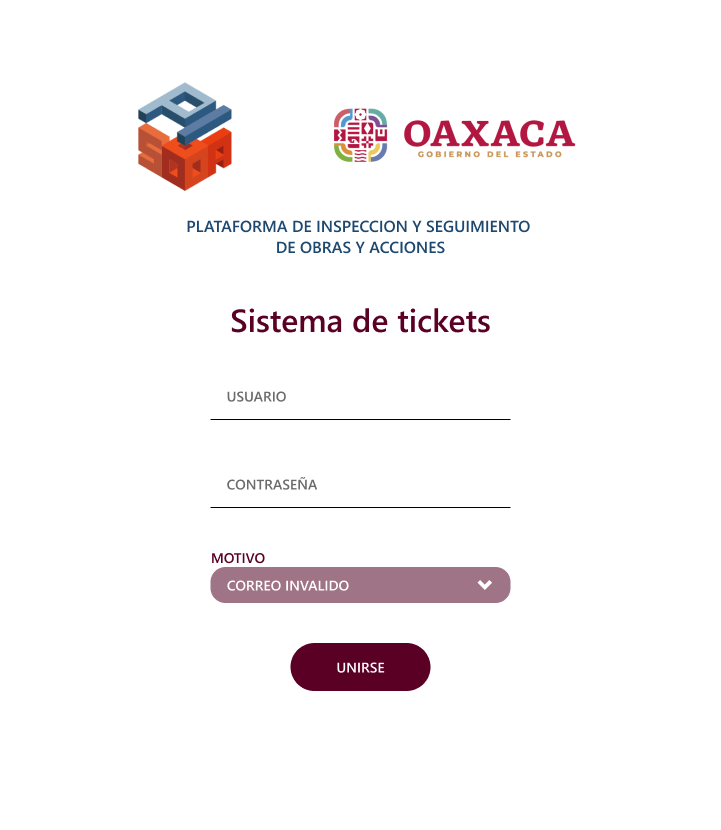 PISOOA
OAXACA
GOBIERNO DEL ESTADO
PLATAFORMA DE INSPECCION Y SEGUIMIENTO
DE OBRAS Y ACCIONES
Sistema de tickets
USUARIO
CONTRASEÑA
MOTIVO
CORREO INVALIDO
UNIRSE